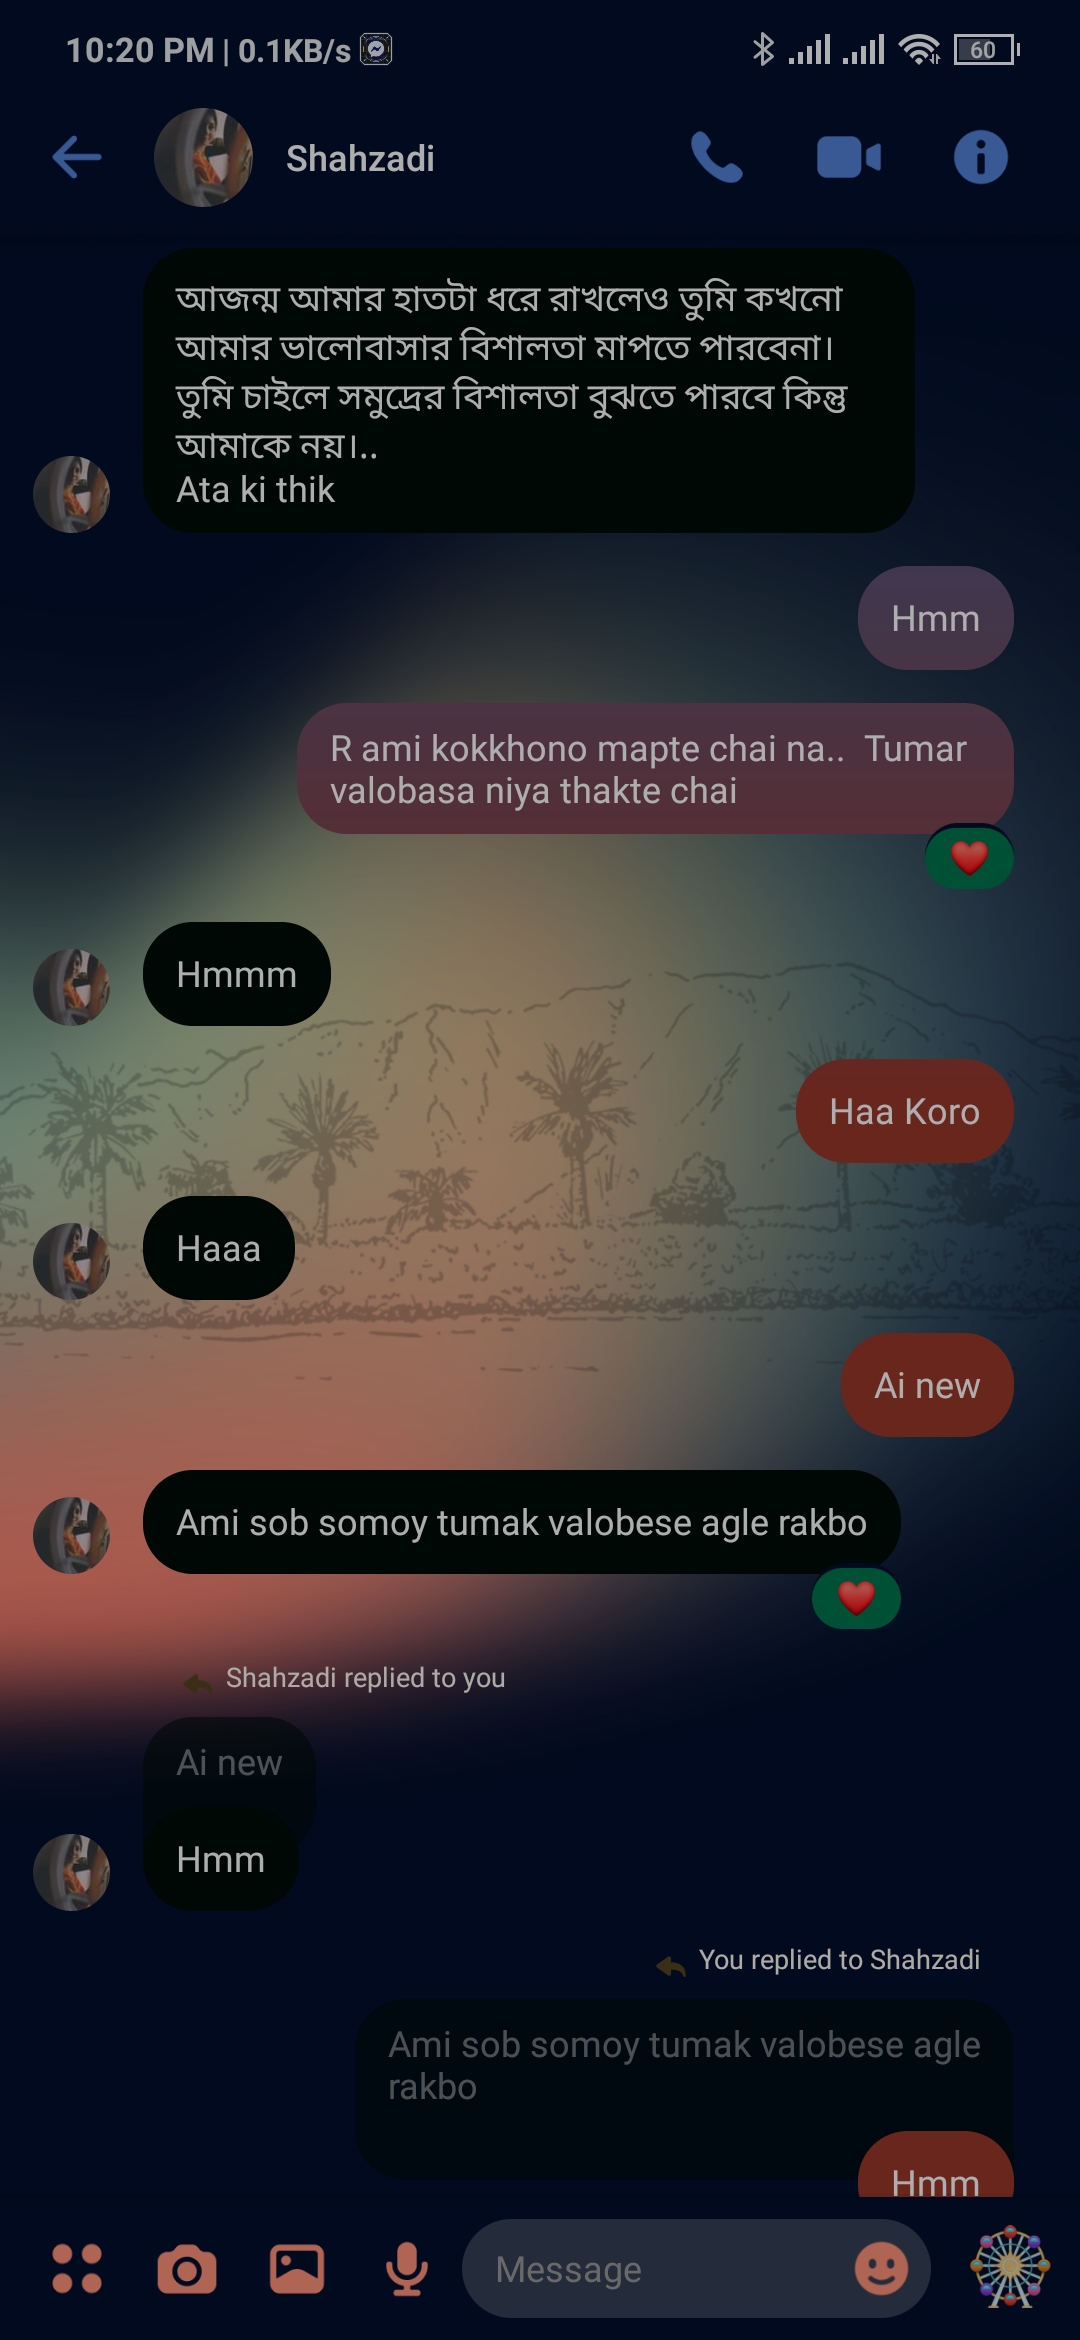 10:20 PM | 0.1KB/s
60
Shahzadi
আজন্ম আমার হাতটা ধরে রাখলেও তুমি কখনো
আমার ভালোবাসার বিশালতা মাপতে পারবেনা।
তুমি চাইলে সমুদ্রের বিশালতা বুঝতে পারবে কিন্তু
আমাকে নয়।..
Ata ki thik
Hmm
R ami kokkhono mapte chai na..  Tumar
valobasa niya thakte chai
Hmmm
Haa Koro
Haaa
Ai new
Ami sob somoy tumak valobese agle rakbo
Shahzadi replied to you
Ai new
Hmm
You replied to Shahzadi
Ami sob somoy tumak valobese agle
rakbo
Hmm
Message